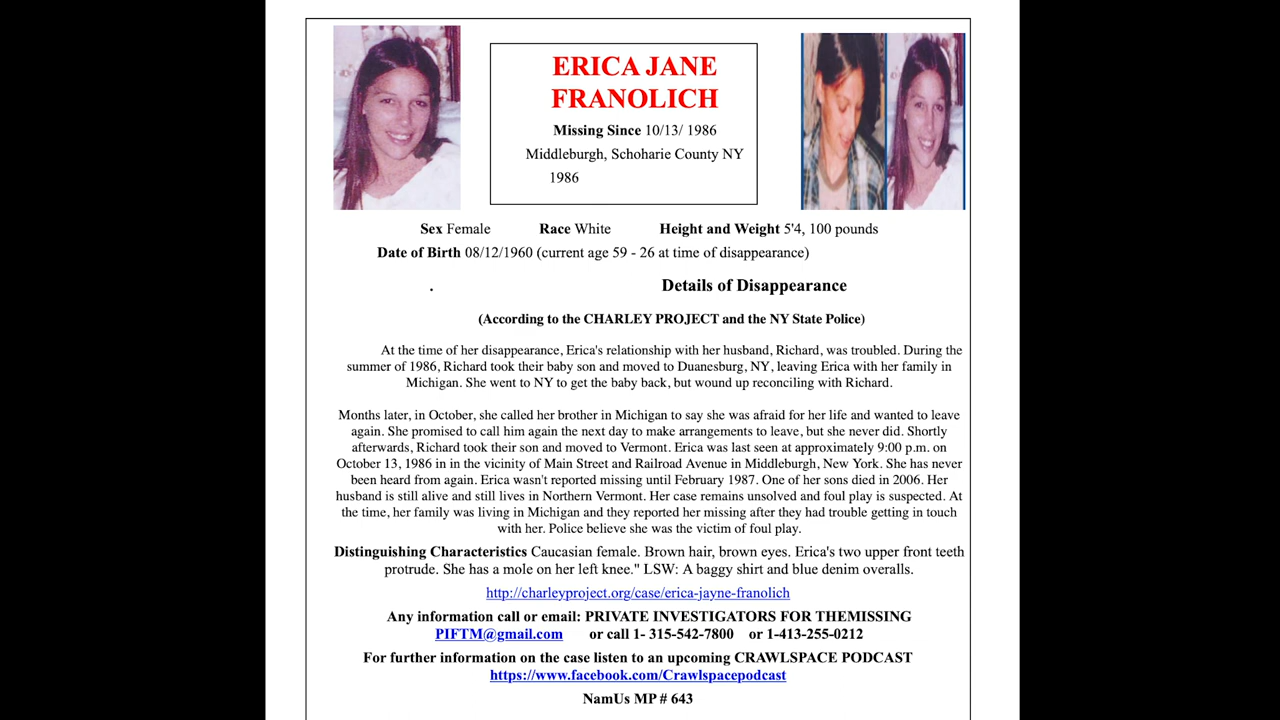 ERICA JANE
FRANOLICH
Missing Since 10/13/ 1986
Middleburgh, Schoharie County NY
1986
Sex Female Race White Height and Weight 5'4, 100 pounds
Date of Birth 08/12/1960 (current age 59 - 26 at time of disappearance)
. Details of Disappearance
(According to the CHARLEY PROJECT and the NY State Police)
At the time of her disappearance, Erica's relationship with her husband, Richard, was troubled. During the
summer of 1986, Richard took their baby son and moved to Duanesburg, NY, leaving Erica with her family in
Michigan. She went to NY to get the baby back, but wound up reconciling with Richard.
Months later, in October, she called her brother in Michigan to say she was afraid for her life and wanted to leave
again. She promised to call him again the next day to make arrangements to leave, but she never did. Shortly
afterwards, Richard took their son and moved to Vermont. Erica was last seen at approximately 9:00 p.m. on
October 13, 1986 in in the vicinity of Main Street and Railroad Avenue in Middleburgh, New York. She has never
been heard from again. Erica wasn't reported missing until February 1987. One of her sons died in 2006. Her
husband is still alive and still lives in Northern Vermont. Her case remains unsolved and foul play is suspected. At
the time, her family was living in Michigan and they reported her missing after they had trouble getting in touch
with her. Police believe she was the victim of foul play.
Distinguishing Characteristics Caucasian female. Brown hair, brown eyes. Erica's two upper front teeth
protrude. She has a mole on her left knee." LSW: A baggy shirt and blue denim overalls.
http://charleyproject.org/case/erica-jayne-franolich
Any information call or email: PRIVATE INVESTIGATORS FOR THEMISSING
PIFTM@gmail.com or call 1- 315-542-7800 or 1-413-255-0212
For further information on the case listen to an upcoming CRAWLSPACE PODCAST
https://www.facebook.com/Crawlspacepodcast
NamUs MP # 643